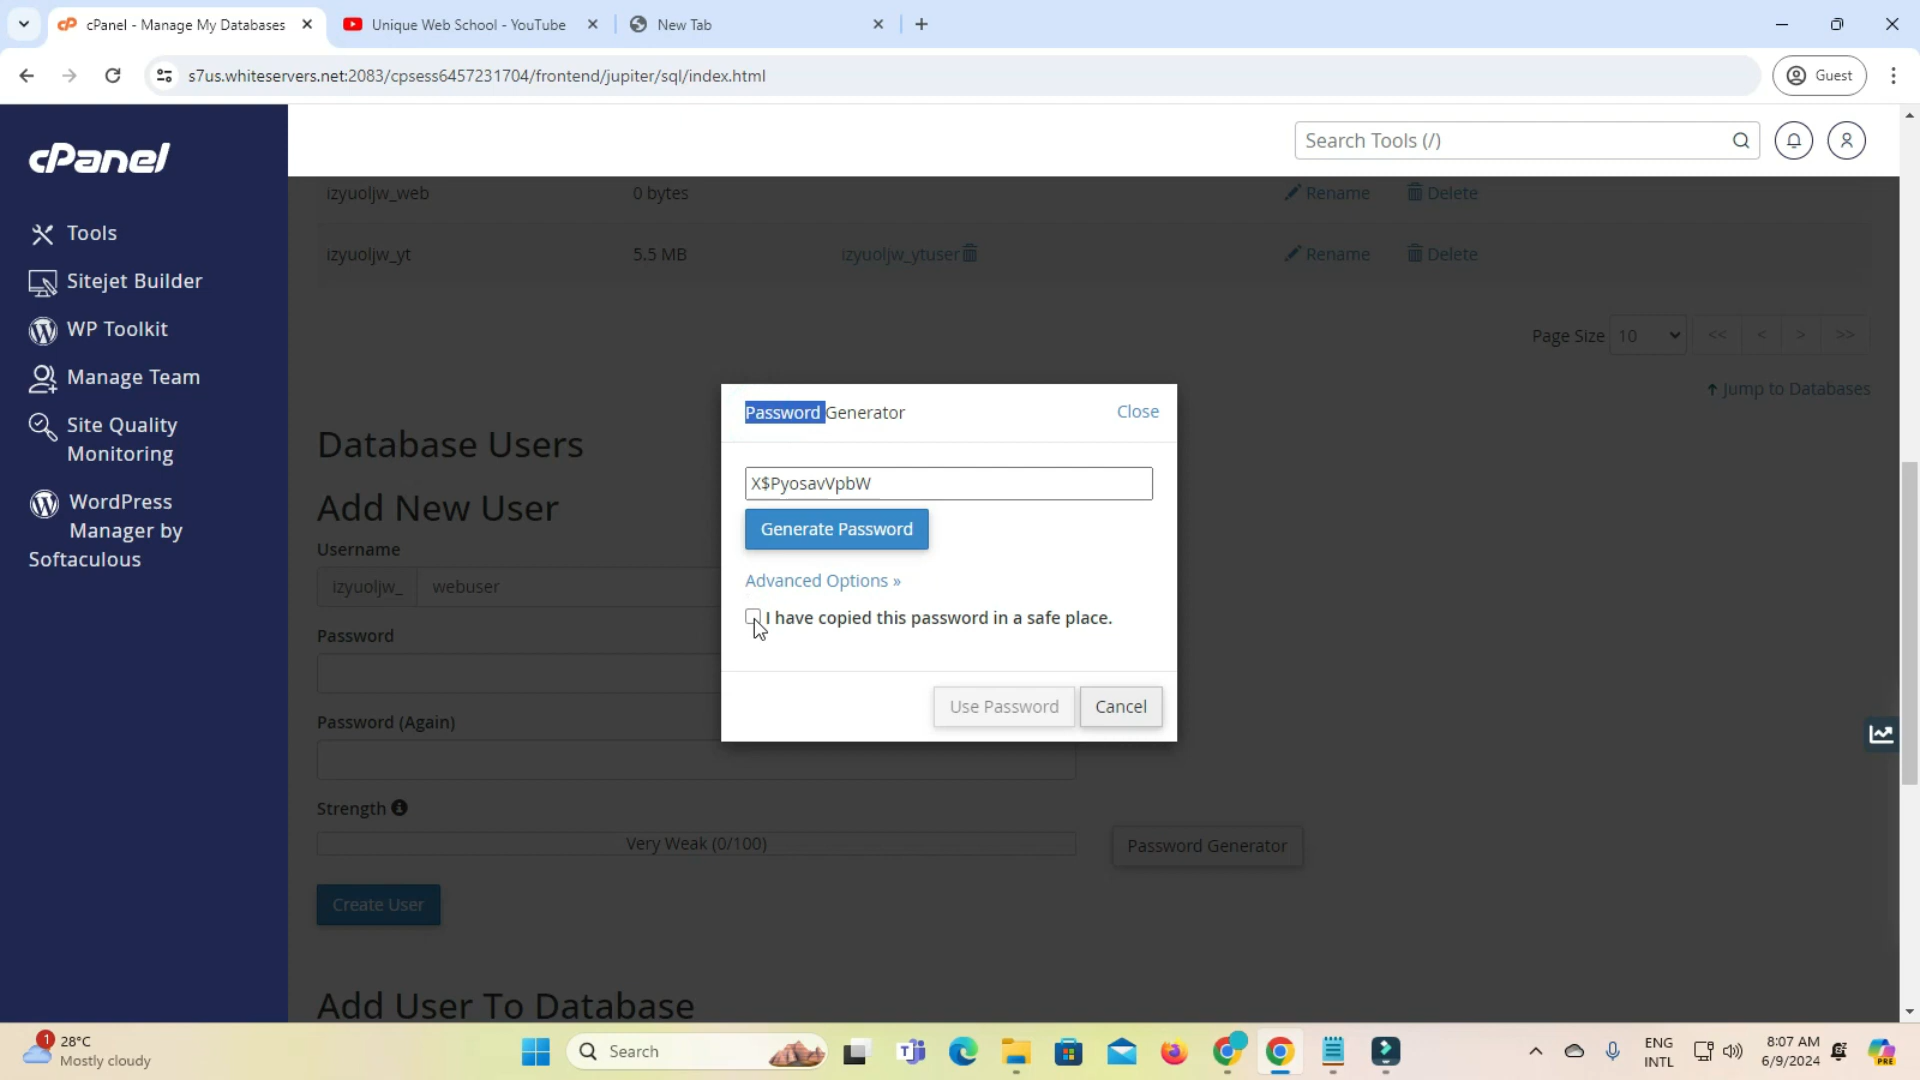 cPanel - Manage My Databases
Unique Web School - YouTube
New Tab
s7us.whiteservers.net:2083/cpsess6457231704/frontend/jupiter/sql/index.html
Guest
cPanel
Search Tools (/)
Tools
Sitejet Builder
WP Toolkit
Manage Team
Site Quality
Monitoring
WordPress
Manager by
Softaculous
izyuoljw_web 0 bytes Rename Delete
izyuoljw_yt 5.5 MB izyuoljw_ytuser Rename Delete
Page Size 10 << < > >>
Jump to Databases
Database Users
Add New User
Username
izyuoljw_ webuser
Password
Password (Again)
Strength
Very Weak (0/100)
Password Generator
Create User
Add User To Database
Password Generator
Close
X$PyosavVpbW
Generate Password
Advanced Options »
I have copied this password in a safe place.
Use Password
Cancel
1
28°C
Mostly cloudy
Search
ENG
INTL
8:07 AM
6/9/2024
PRE